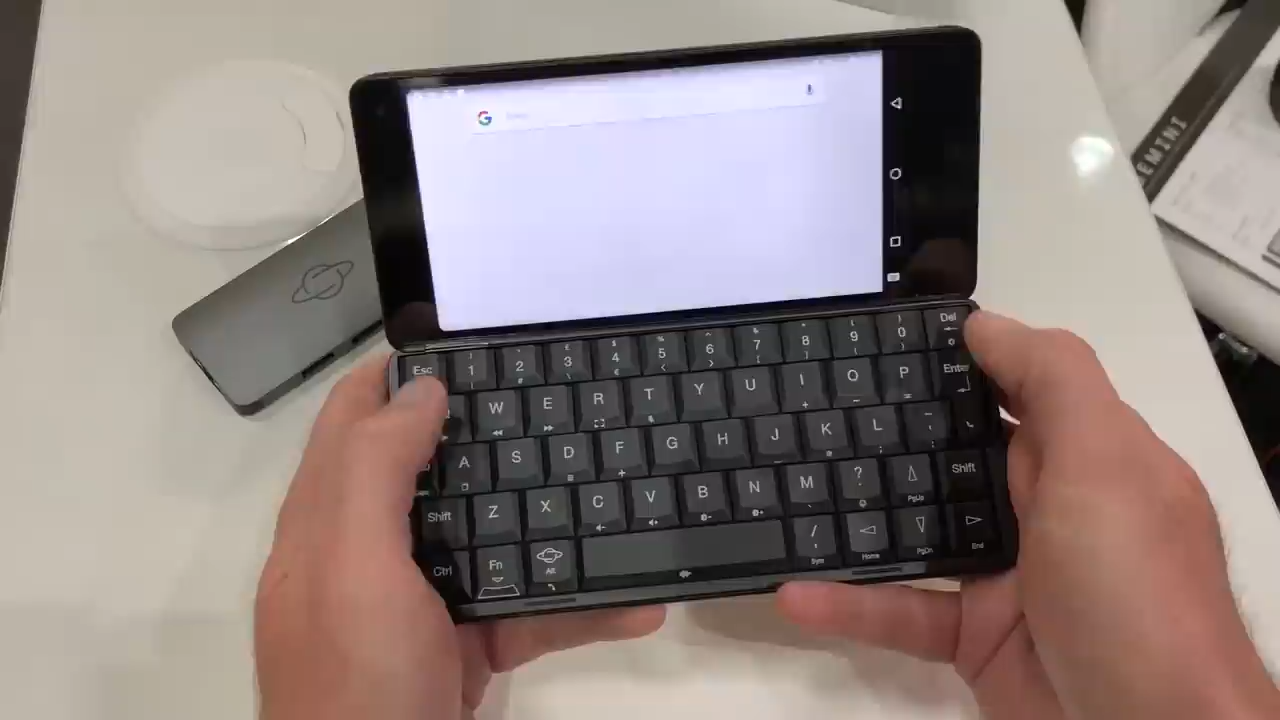 G
EMINI
Esc 1 2 3 4 5 6 7 8 9 0 Del
£
W E R T Y U I O P Enter
A S D F G H J K L
Shift Z X C V B N M ? PgUp Shift
Ctrl Fn Alt / Sym Home PgDn End